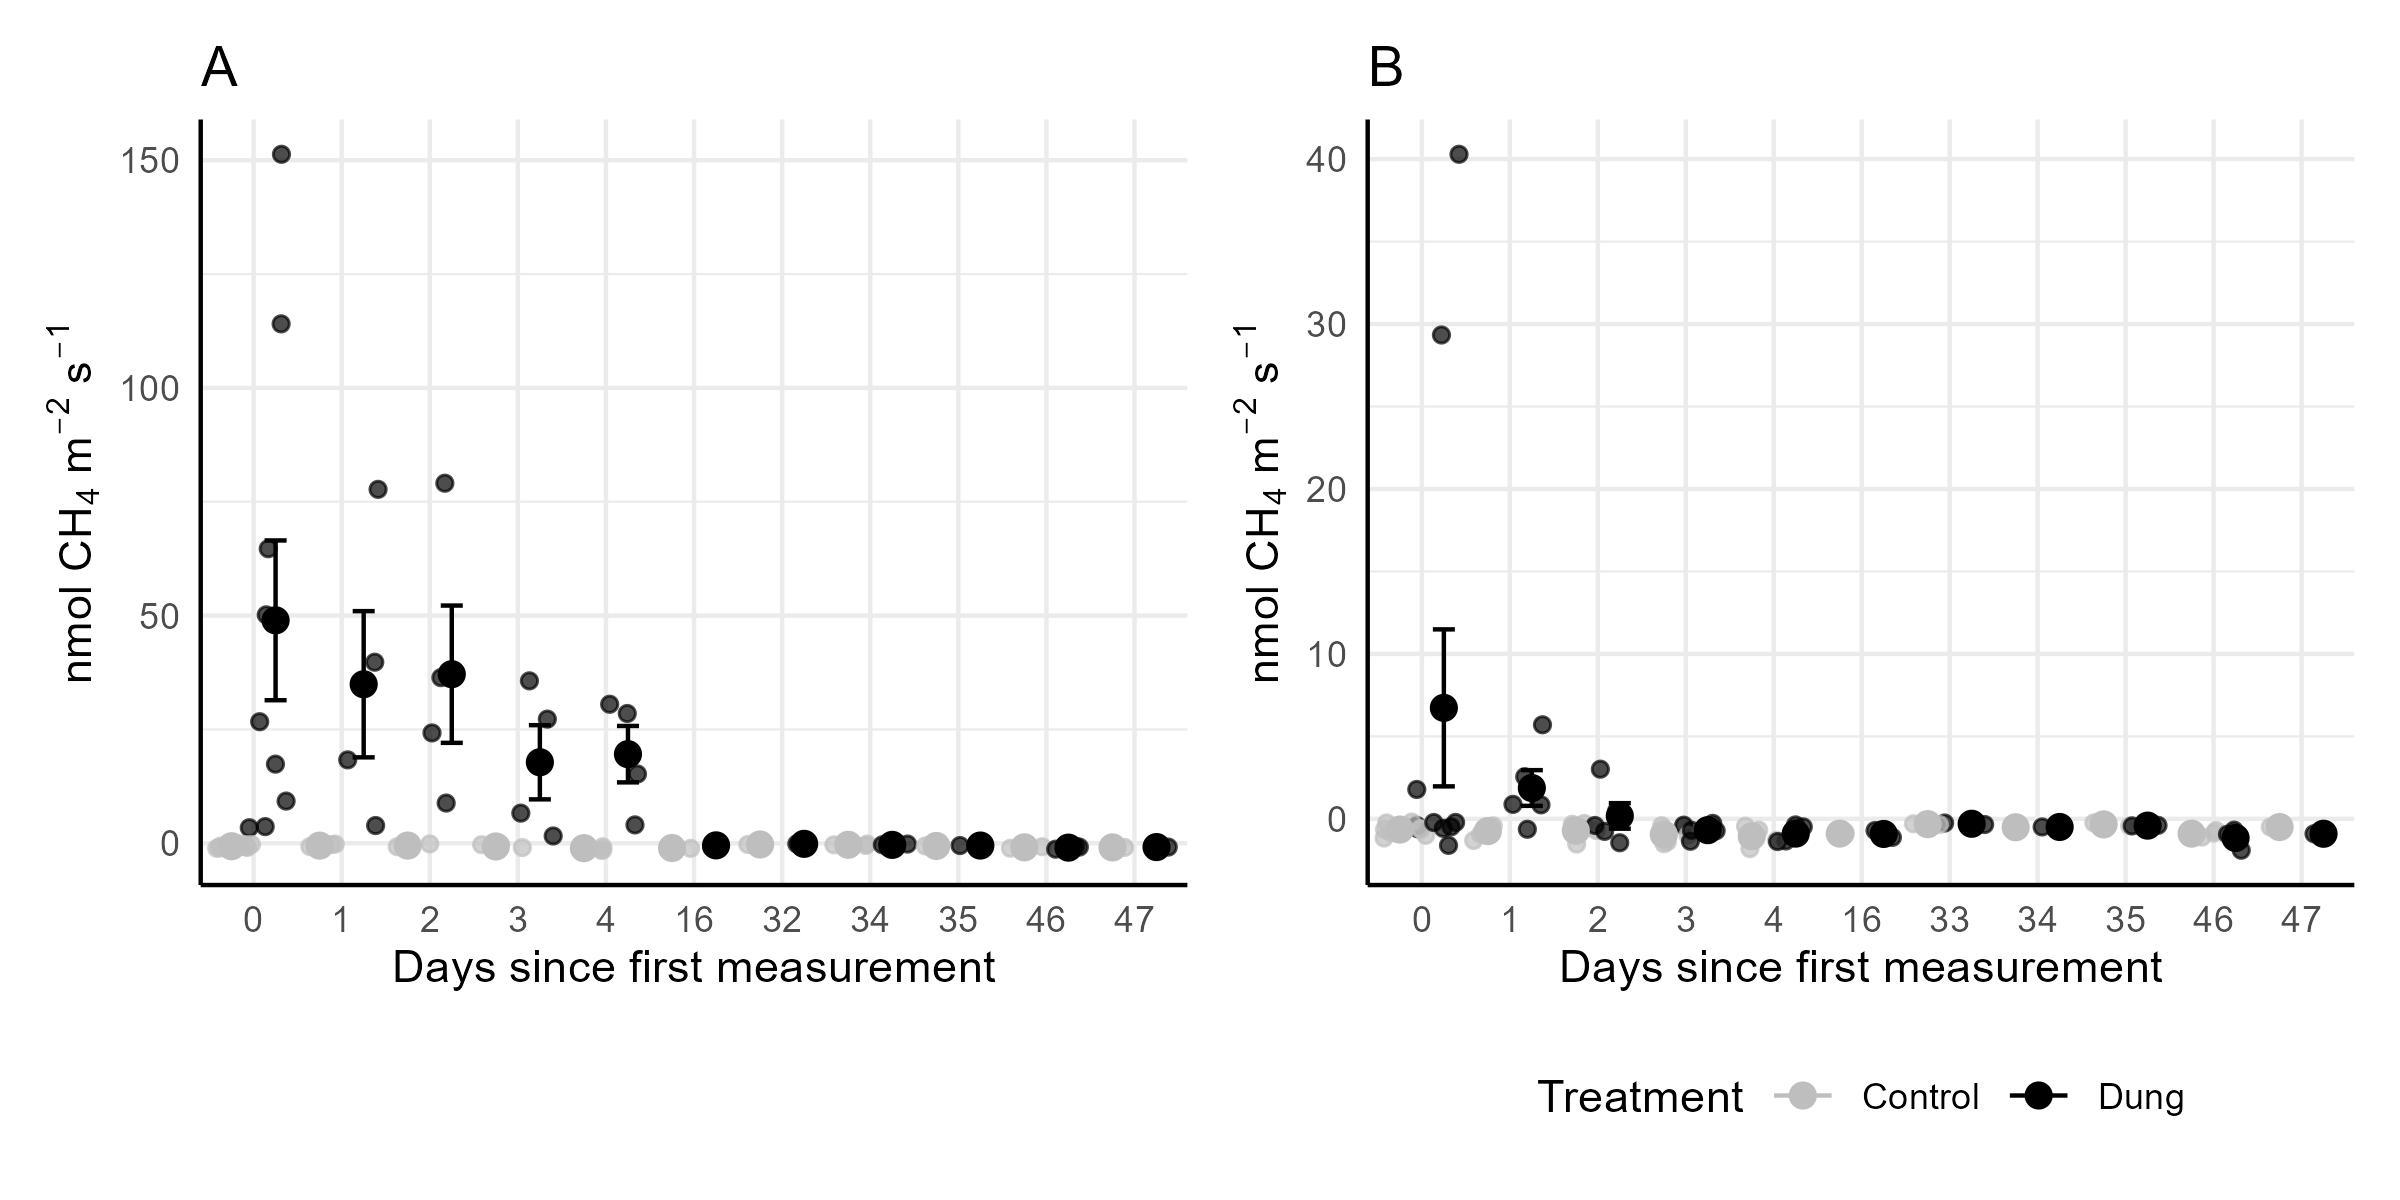 A
150
100
50
0
nmol CH₄ m⁻² s⁻¹
0 1 2 3 4 16 32 34 35 46 47
Days since first measurement
B
40
30
20
10
0
nmol CH₄ m⁻² s⁻¹
0 1 2 3 4 16 33 34 35 46 47
Days since first measurement
Treatment Control Dung